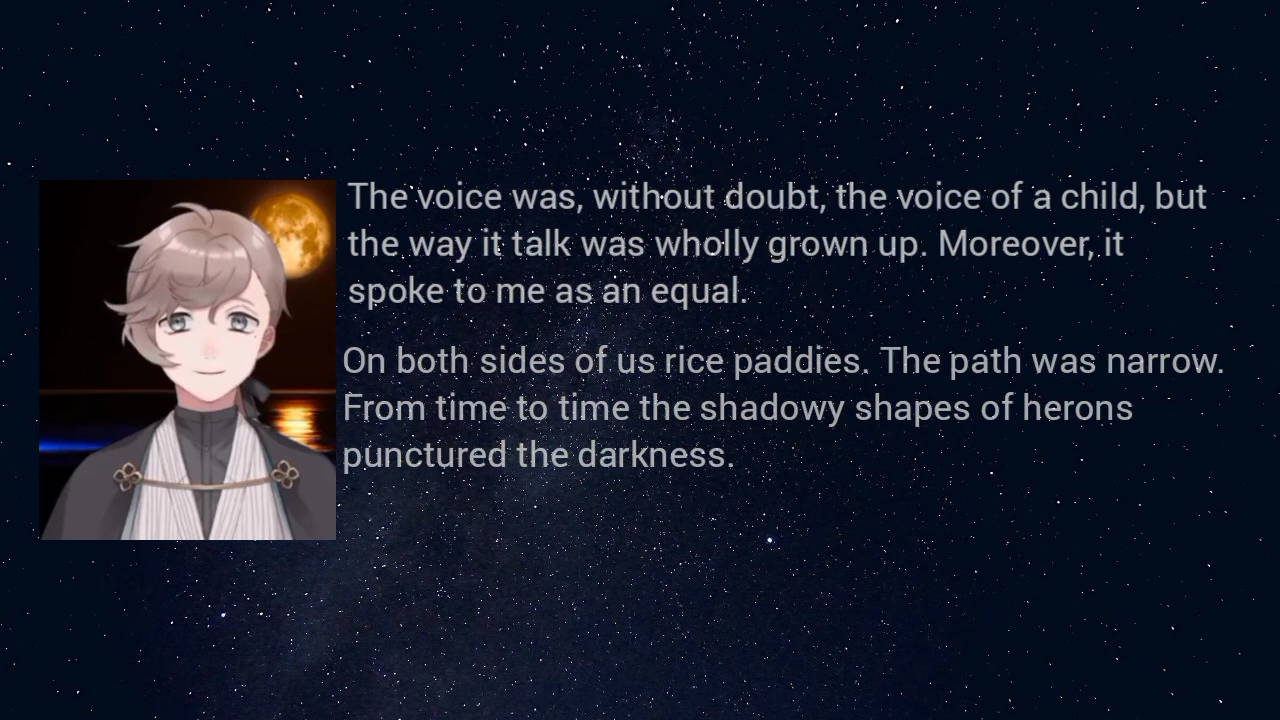 The voice was, without doubt, the voice of a child, but
the way it talk was wholly grown up. Moreover, it
spoke to me as an equal.
On both sides of us rice paddies. The path was narrow.
From time to time the shadowy shapes of herons
punctured the darkness.